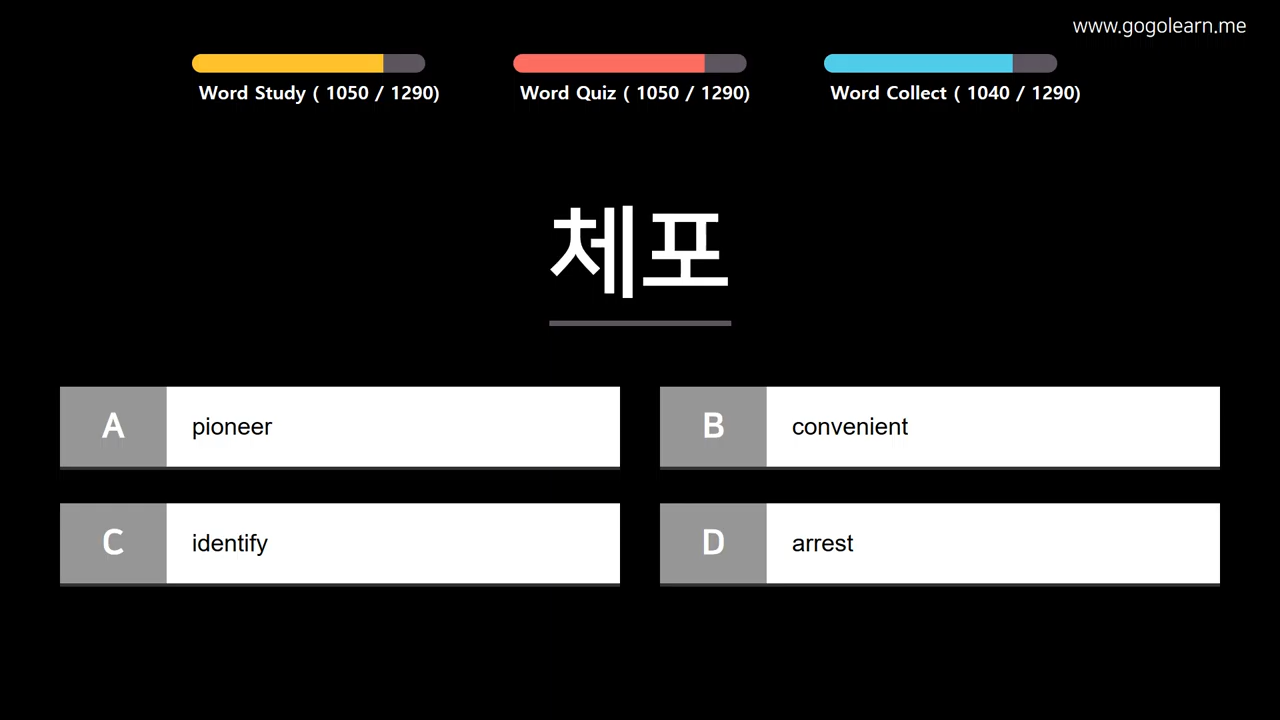 www.gogolearn.me
Word Study ( 1050 / 1290)
Word Quiz ( 1050 / 1290)
Word Collect ( 1040 / 1290)
체포
A pioneer
B convenient
C identify
D arrest